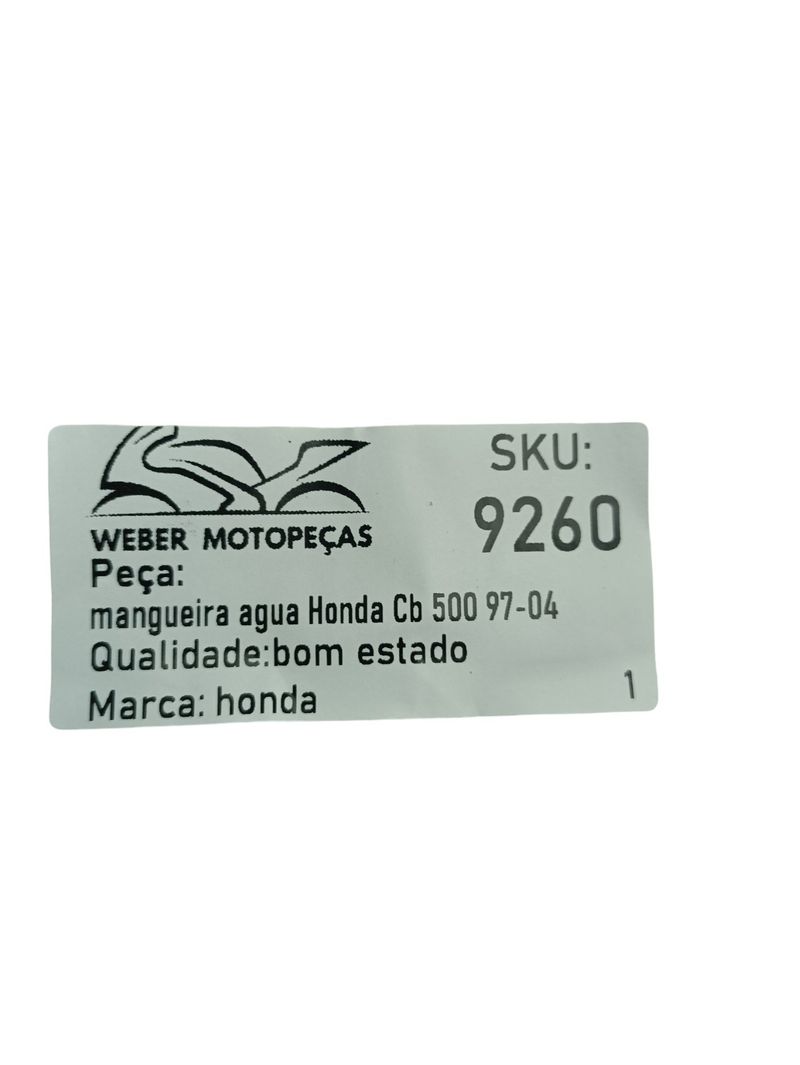 WEBER MOTOPEÇAS
SKU:
9260
Peça:
mangueira agua Honda Cb 500 97-04
Qualidade:bom estado
Marca: honda
1